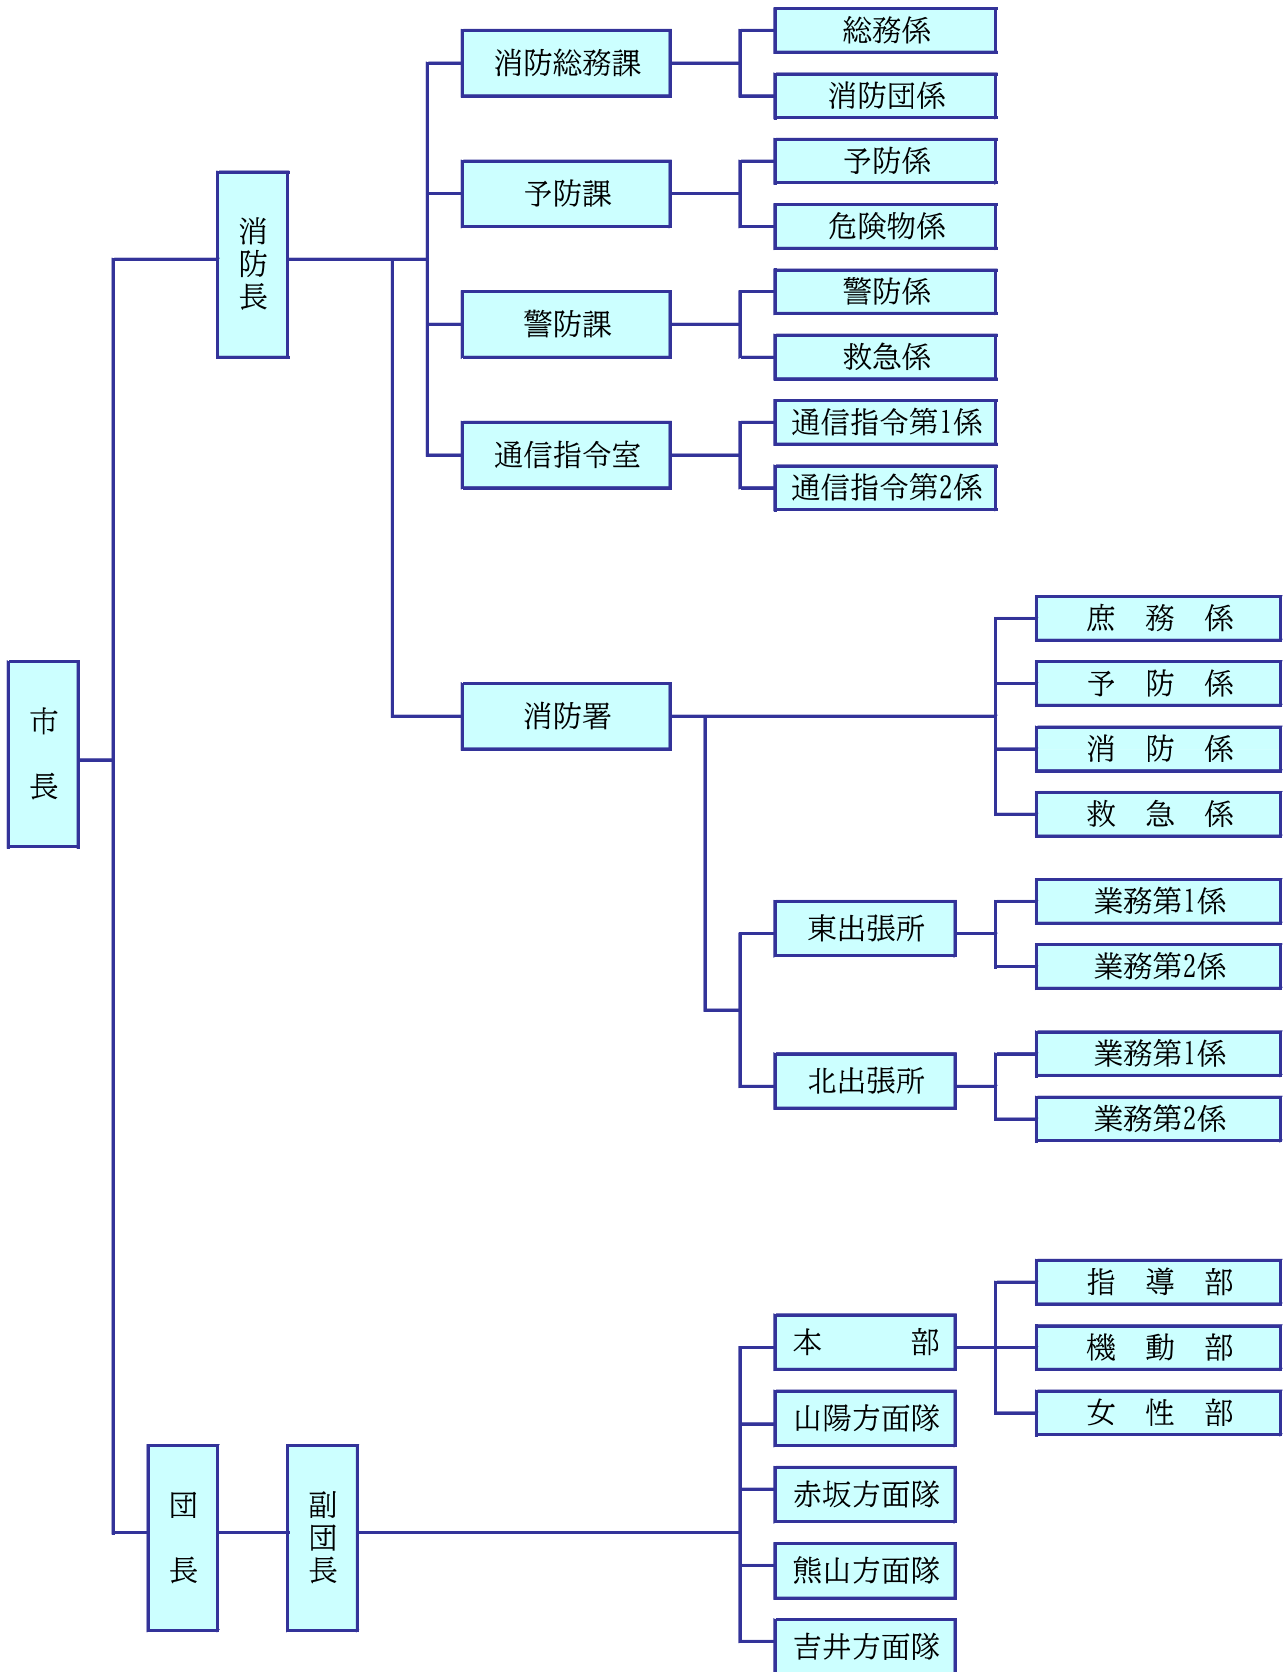 市長
消防長
消防総務課
総務係
消防団係
予防課
予防係
危険物係
警防課
警防係
救急係
通信指令室
通信指令第1係
通信指令第2係
消防署
庶務係
予防係
消防係
救急係
東出張所
業務第1係
業務第2係
北出張所
業務第1係
業務第2係
団長
副団長
本部
指導部
機動部
女性部
山陽方面隊
赤坂方面隊
熊山方面隊
吉井方面隊